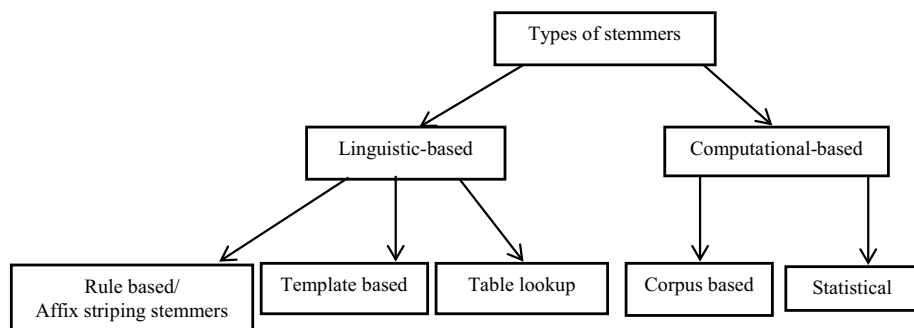 Types of stemmers
Linguistic-based
Computational-based
Rule based/
Affix striping stemmers
Template based
Table lookup
Corpus based
Statistical